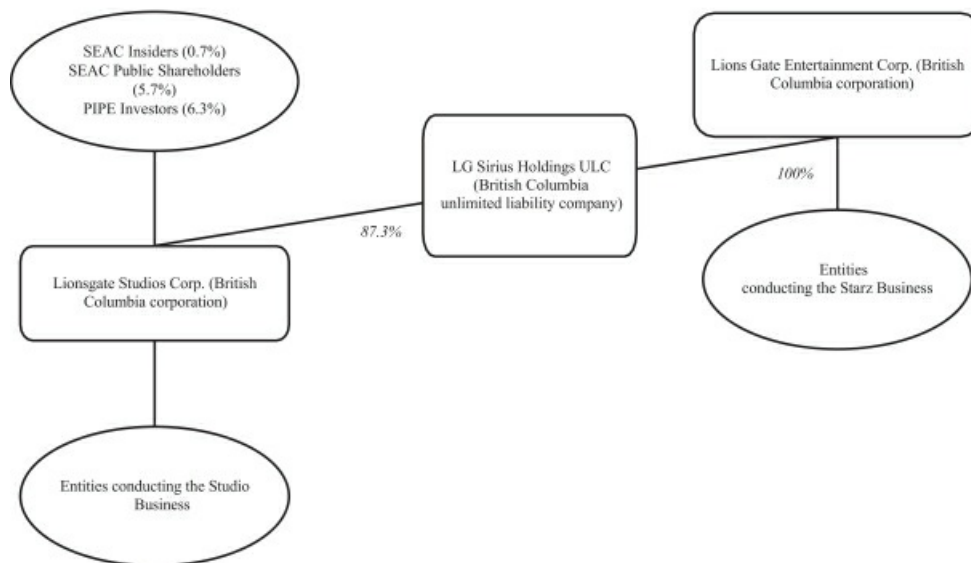 SEAC Insiders (0.7%)
SEAC Public Shareholders
(5.7%)
PIPE Investors (6.3%)
Lions Gate Entertainment Corp. (British
Columbia corporation)
LG Sirius Holdings ULC
(British Columbia
unlimited liability company)
100%
87.3%
Lionsgate Studios Corp. (British
Columbia corporation)
Entities
conducting the Starz Business
Entities conducting the Studio
Business